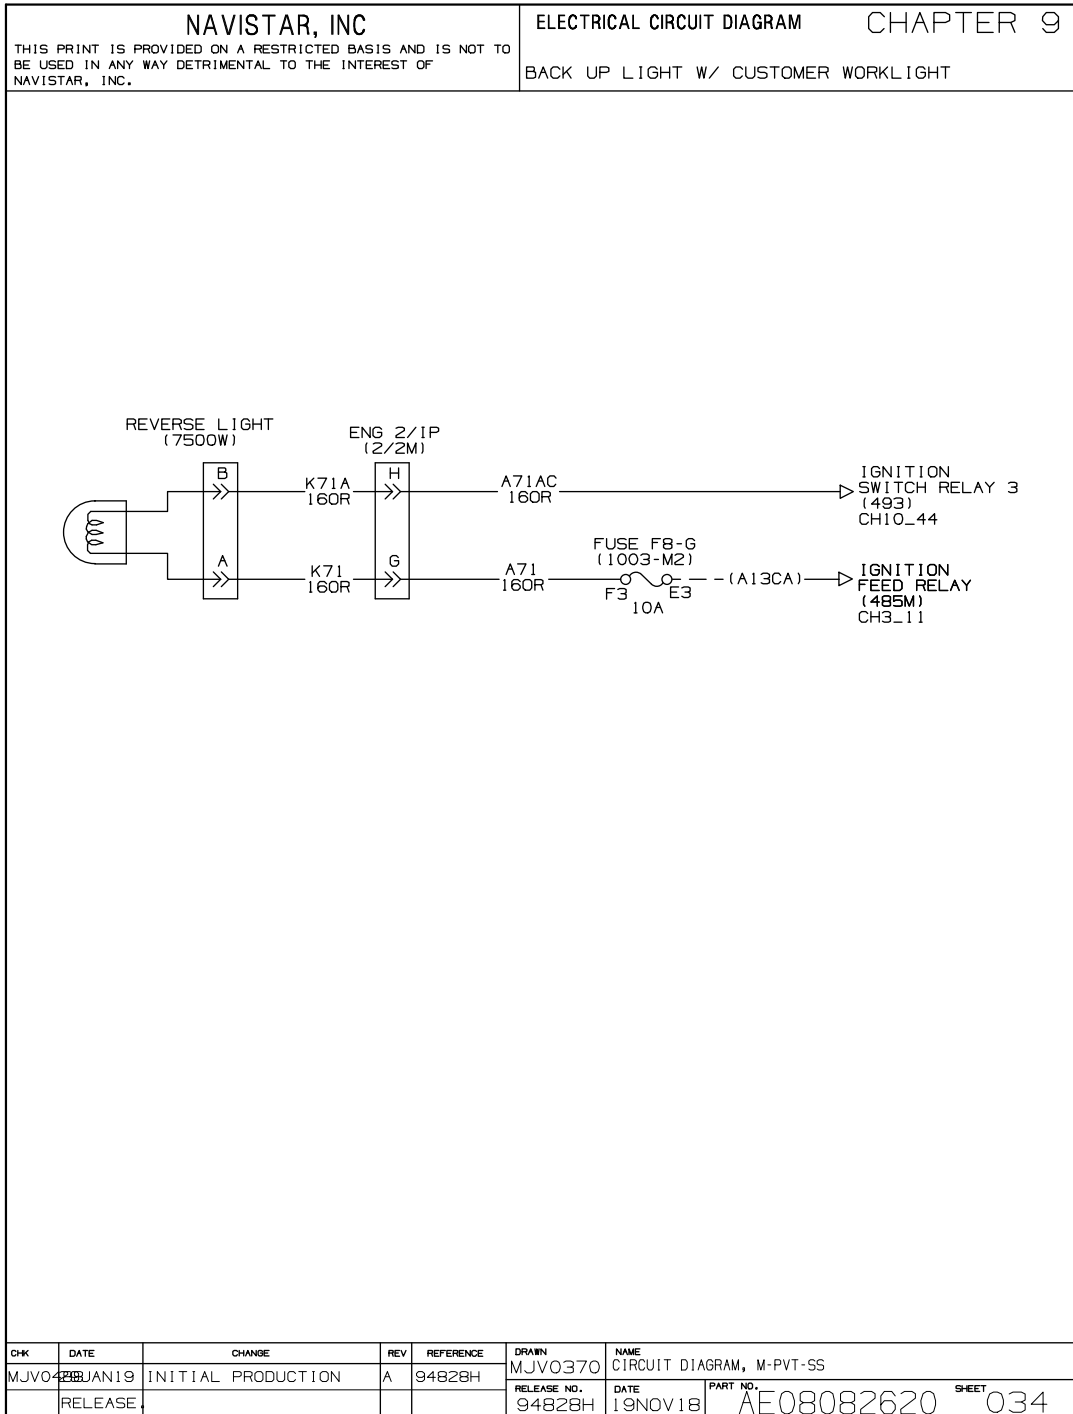 NAVISTAR, INC
THIS PRINT IS PROVIDED ON A RESTRICTED BASIS AND IS NOT TO
BE USED IN ANY WAY DETRIMENTAL TO THE INTEREST OF
NAVISTAR, INC.
ELECTRICAL CIRCUIT DIAGRAM
CHAPTER 9
BACK UP LIGHT W/ CUSTOMER WORKLIGHT
REVERSE LIGHT
(7500W)
ENG 2/IP
(2/2M)
B
K71A
160R
H
A71AC
160R
IGNITION
SWITCH RELAY 3
(493)
CH10_44
A
K71
160R
G
A71
160R
FUSE F8-G
(1003-M2)
F3
E3
10A
(A13CA)
IGNITION
FEED RELAY
(485M)
CH3_11
CHK
DATE
CHANGE
REV
REFERENCE
JAN19
INITIAL PRODUCTION
A
94828H
RELEASE
DRAWN
MJV0370
NAME
CIRCUIT DIAGRAM, M-PVT-SS
RELEASE NO.
94828H
DATE
19NOV18
PART NO.
AE08082620
SHEET
034